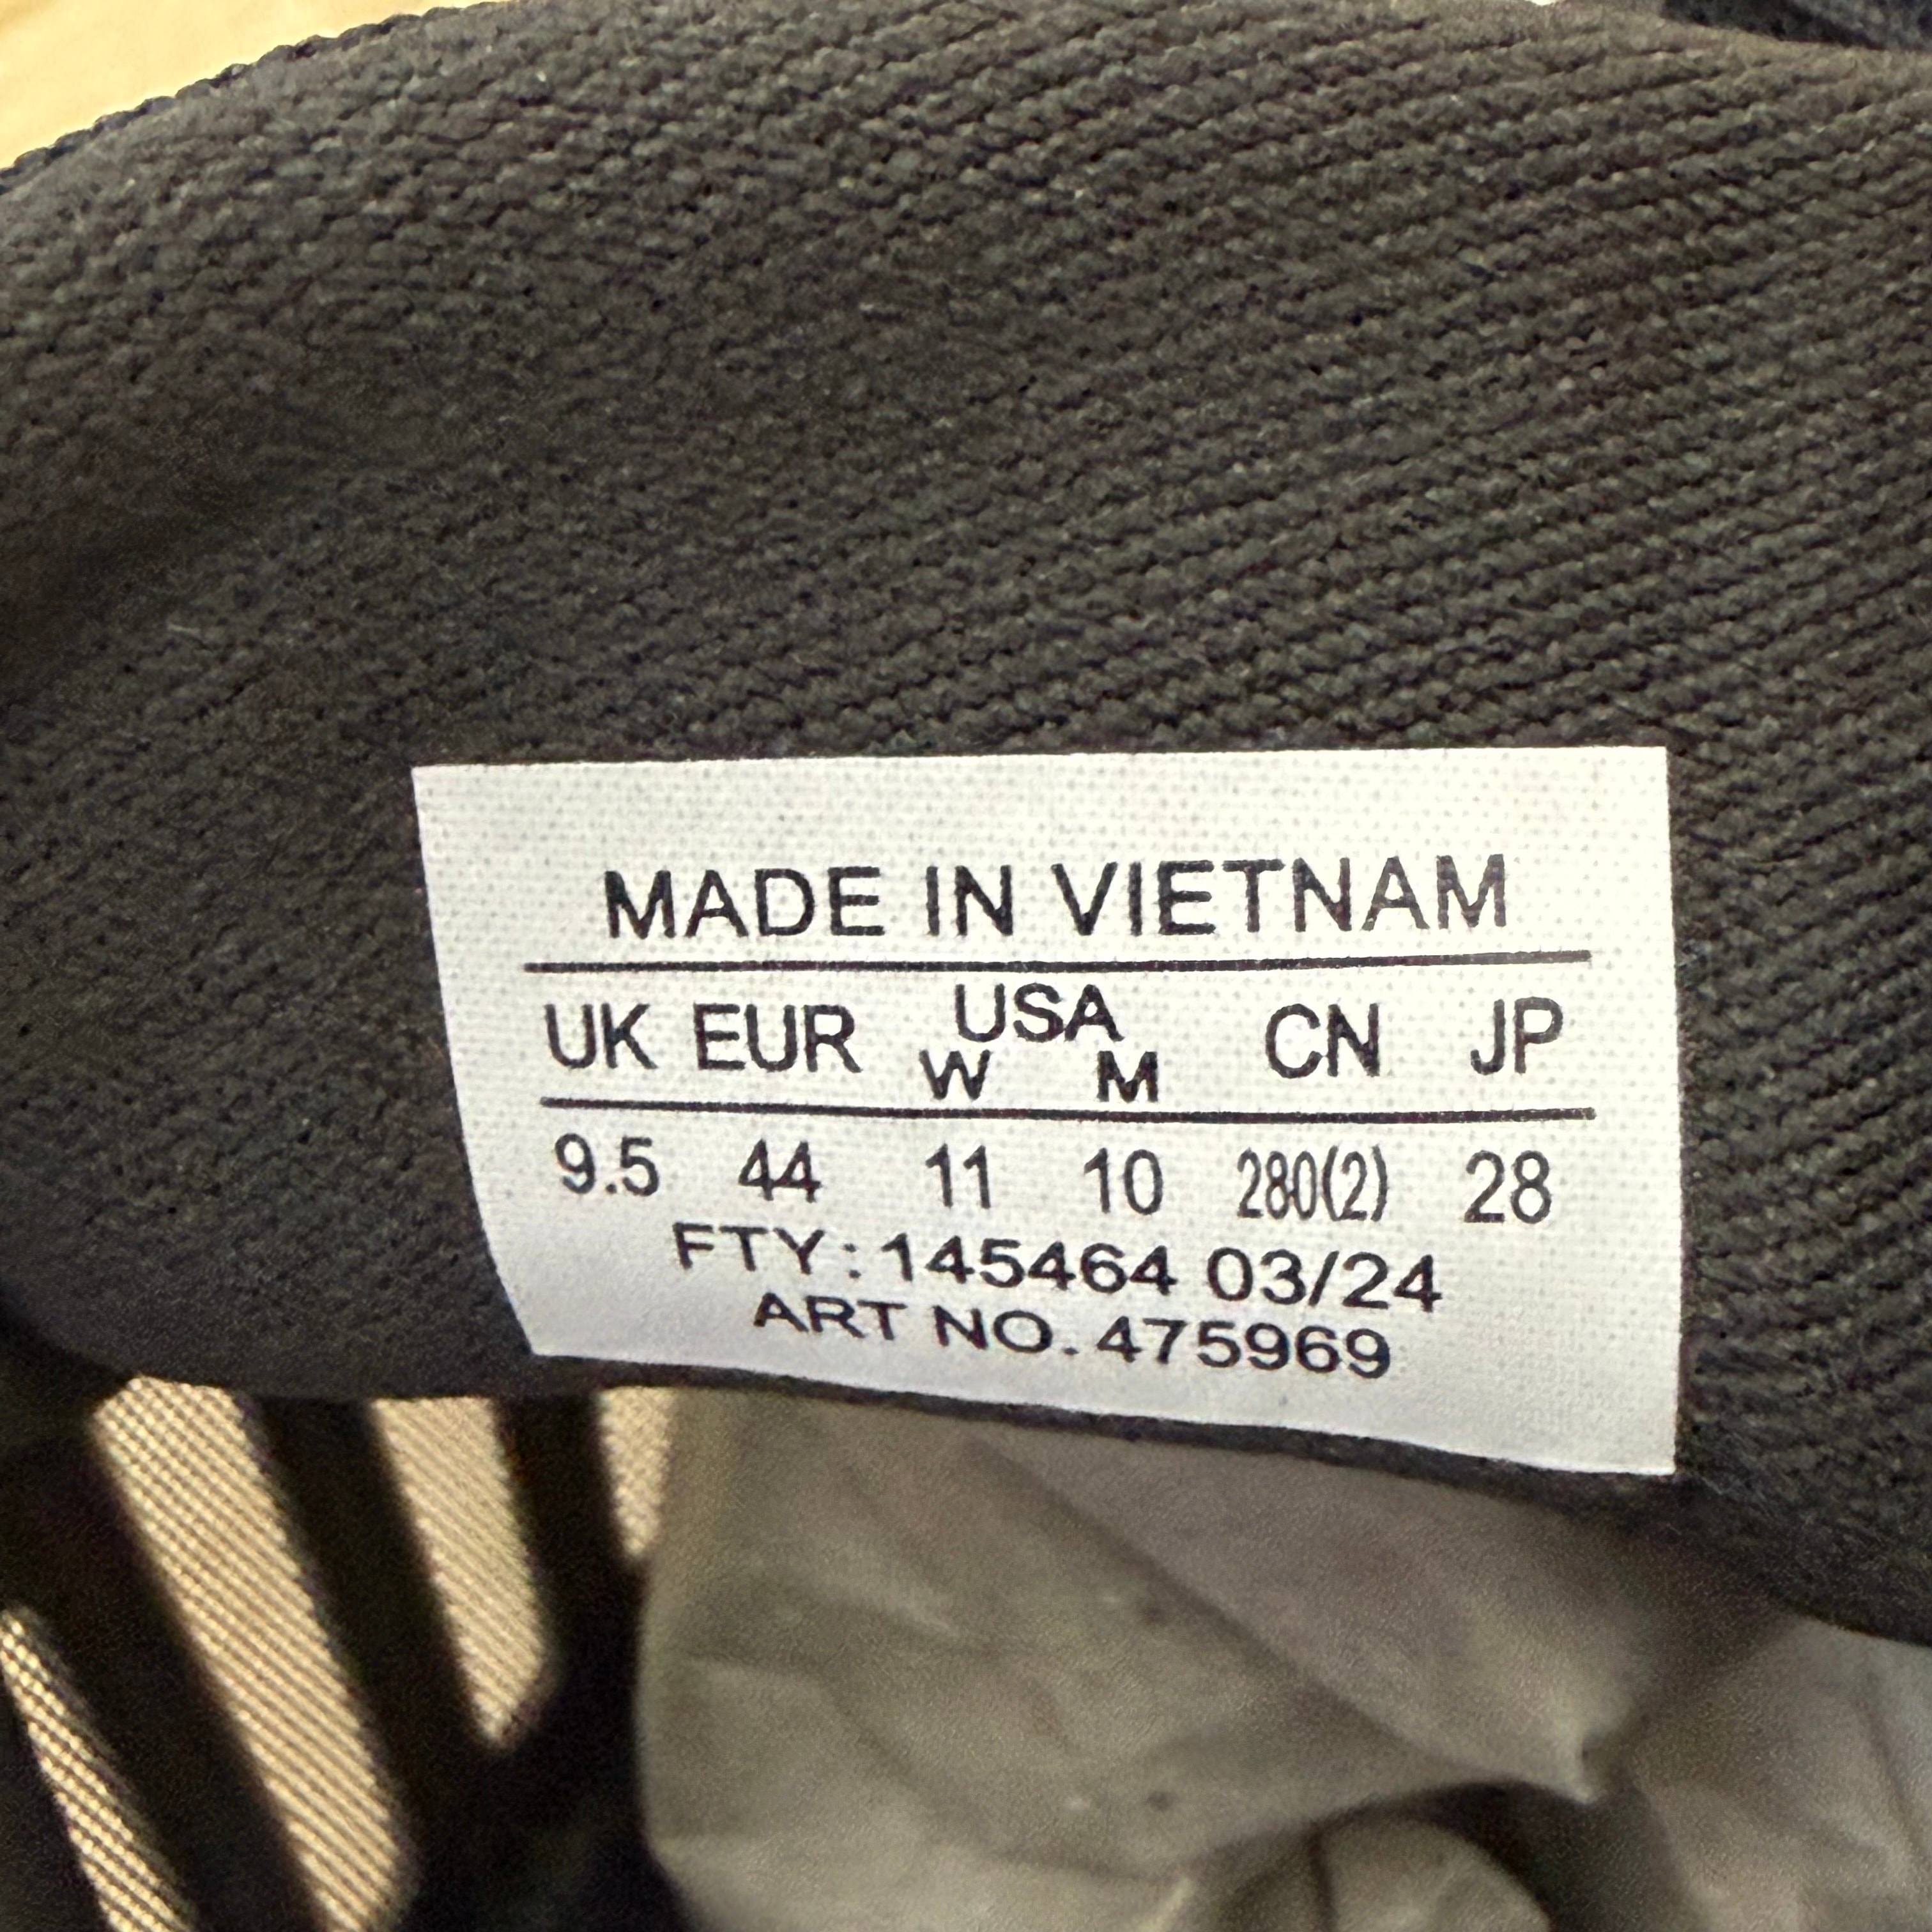 MADE IN VIETNAM
UK EUR USA CN JP
W M
9.5 44 11 10 280(2) 28
FTY: 145464 03/24
ART NO. 475969